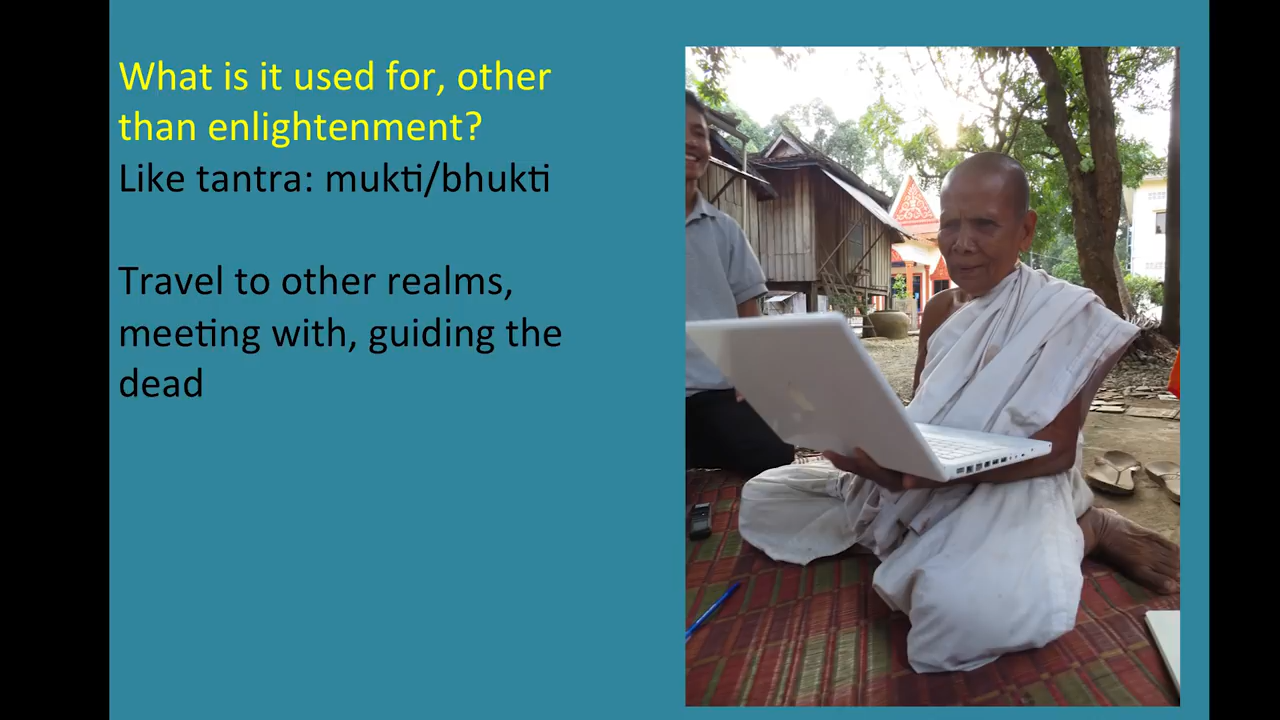 What is it used for, other
than enlightenment?
Like tantra: mukti/bhukti
Travel to other realms,
meeting with, guiding the
dead